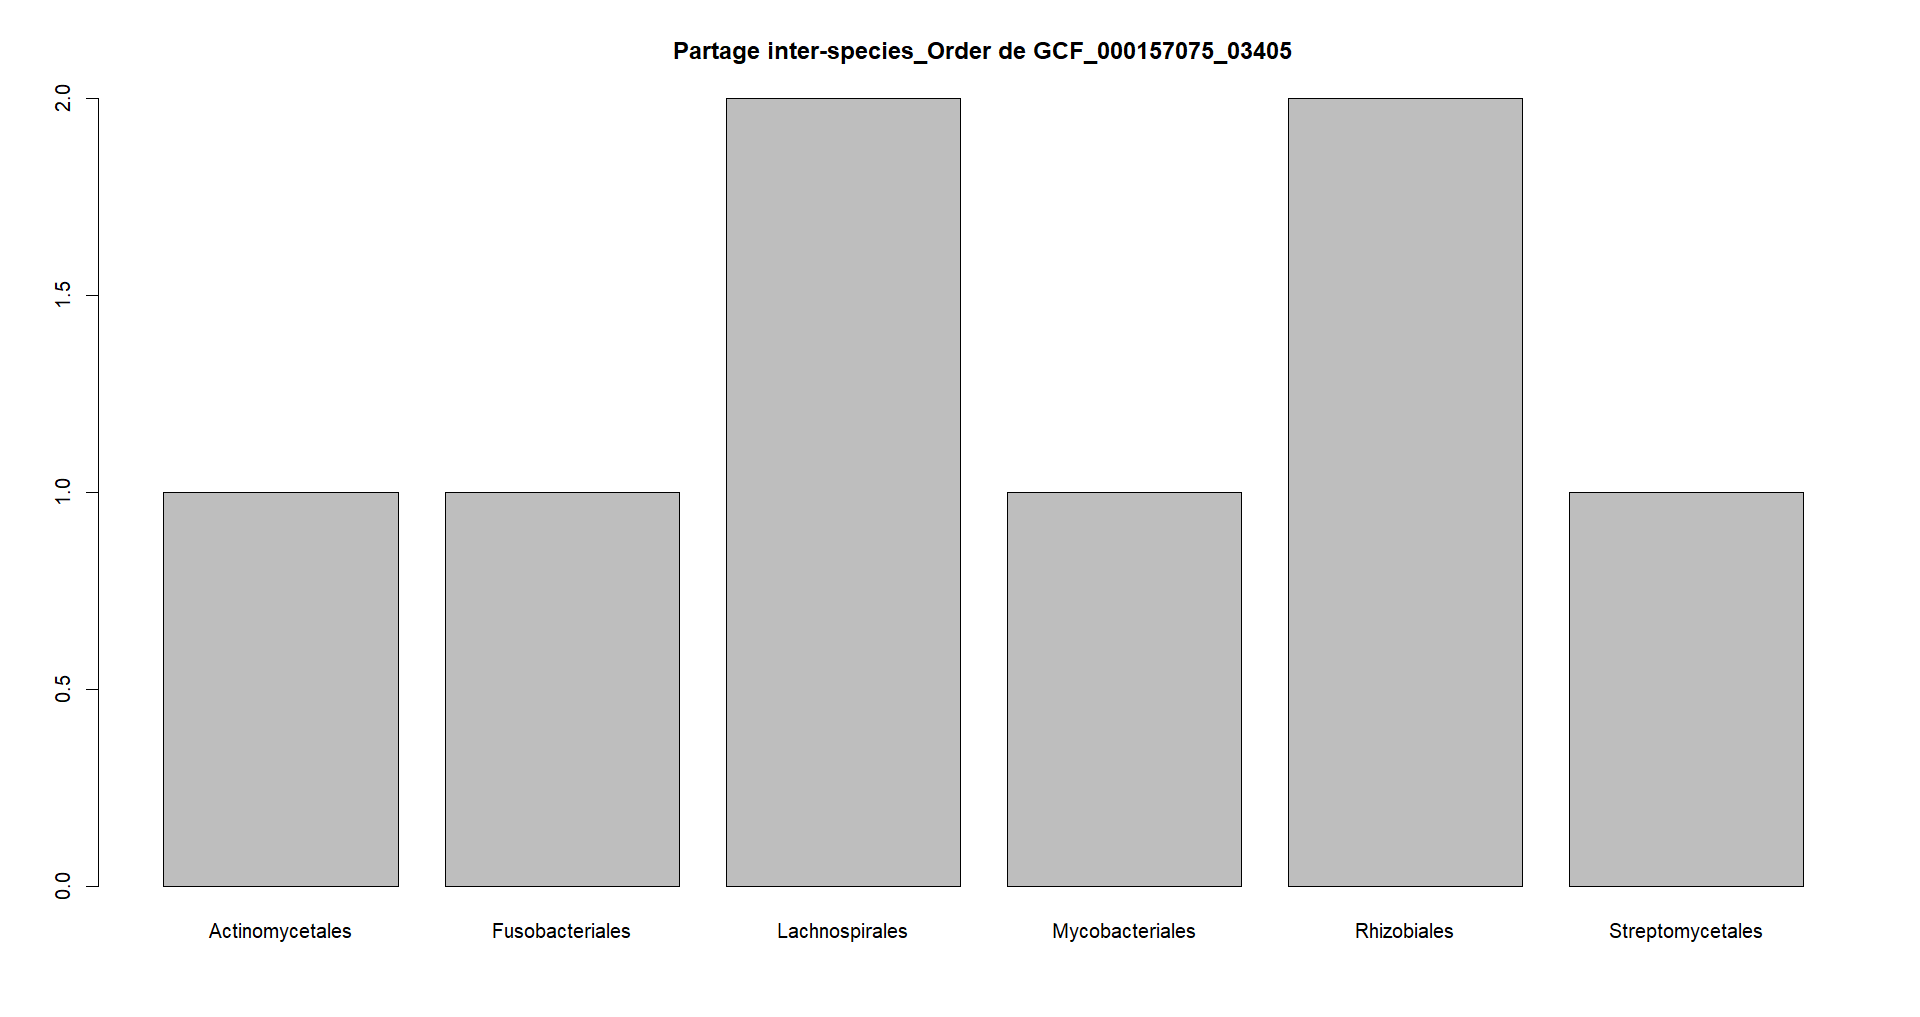 Partage inter-species_Order de GCF_000157075_03405
2.0
1.5
1.0
0.5
0.0
Actinomycetales Fusobacteriales Lachnospirales Mycobacteriales Rhizobiales Streptomycetales